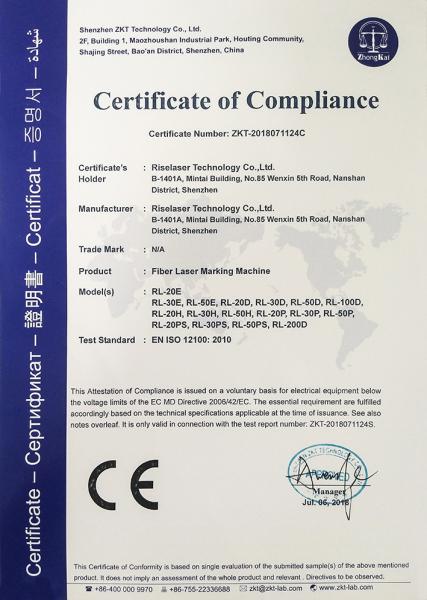 Shenzhen ZKT Technology Co., Ltd.
2F, Building 1, Maozhoushan Industrial Park, Houting Community,
Shajing Street, Bao'an District, Shenzhen, China
ZhongKai
Certificate of Compliance
Certificate Number: ZKT-2018071124C
Certificate's Holder : Riselaser Technology Co.,Ltd.
B-1401A, Mintai Building, No.85 Wenxin 5th Road, Nanshan
District, Shenzhen
Manufacturer : Riselaser Technology Co.,Ltd.
B-1401A, Mintai Building, No.85 Wenxin 5th Road, Nanshan
District, Shenzhen
Trade Mark : N/A
Product : Fiber Laser Marking Machine
Model(s) : RL-20E
RL-30E, RL-50E, RL-20D, RL-30D, RL-50D, RL-100D,
RL-20H, RL-30H, RL-50H, RL-20P, RL-30P, RL-50P,
RL-20PS, RL-30PS, RL-50PS, RL-200D
Test Standard : EN ISO 12100: 2010
This Attestation of Compliance is issued on a voluntary basis for electrical equipment below
the voltage limits of the EC MD Directive 2006/42/EC. The essential requirement are fulfilled
accordingly based on the technical specifications applicable at the time of issuance. See also
notes overleaf. It is only valid in connection with the test report number: ZKT-2018071124S.
CE
APPROVED
Manager
Jul. 06, 2018
This Certificate of Conformity is based on single evaluation of the submitted sample(s) of the above mentioned
product. It does not imply an assessment of the whole product and relevant . Directives to be observed.
+86-400 000 9970 +86-755-22336688 zkt@zkt-lab.com www.zkt-lab.com
Certificate – Сертификат – 證明書 – Certificat – 증명서 – شهادة